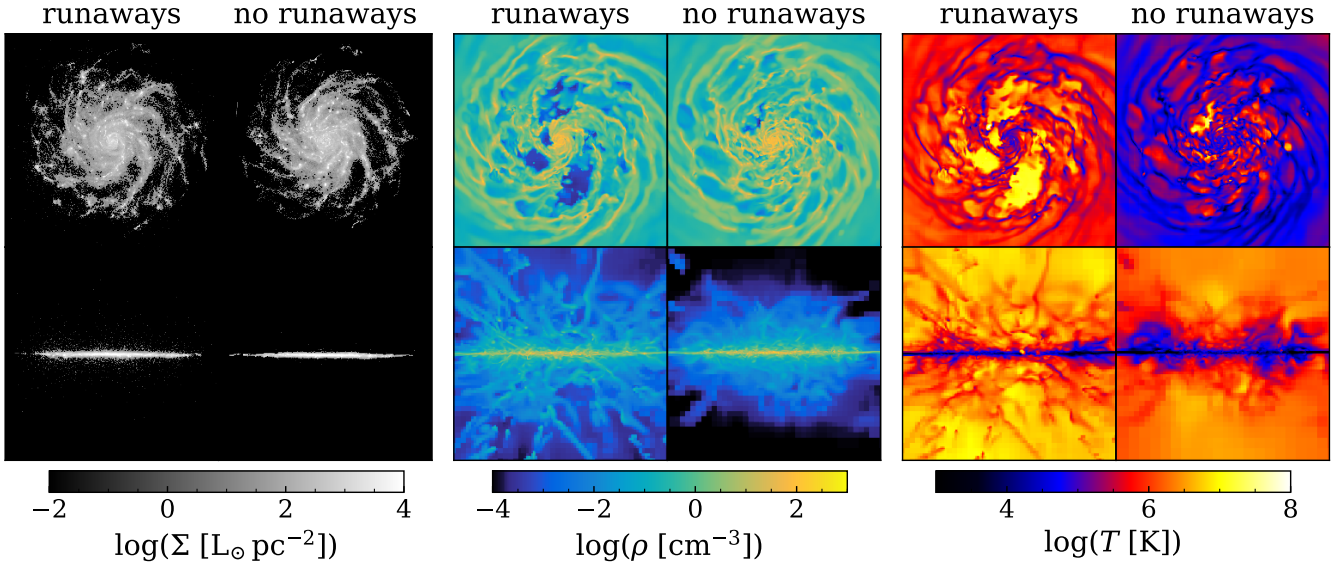 runaways no runaways runaways no runaways runaways no runaways
−2 0 2 4 −4 −2 0 2 4 6 8
log(Σ [L⊙ pc⁻²]) log(ρ [cm⁻³]) log(T [K])